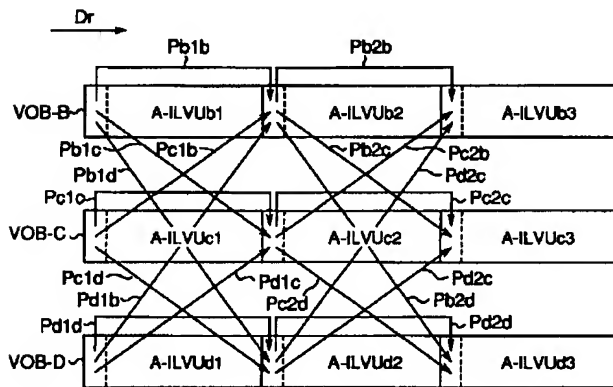 Dr
Pb1b Pb2b
VOB-B A-ILVUb1 A-ILVUb2 A-ILVUb3
Pb1c Pc1b Pb2c Pc2b
Pb1d Pd2c
Pc1c Pc2c
VOB-C A-ILVUc1 A-ILVUc2 A-ILVUc3
Pc1d Pd1c Pd2c
Pd1b Pc2d Pb2d
Pd1d Pd2d
VOB-D A-ILVUd1 A-ILVUd2 A-ILVUd3